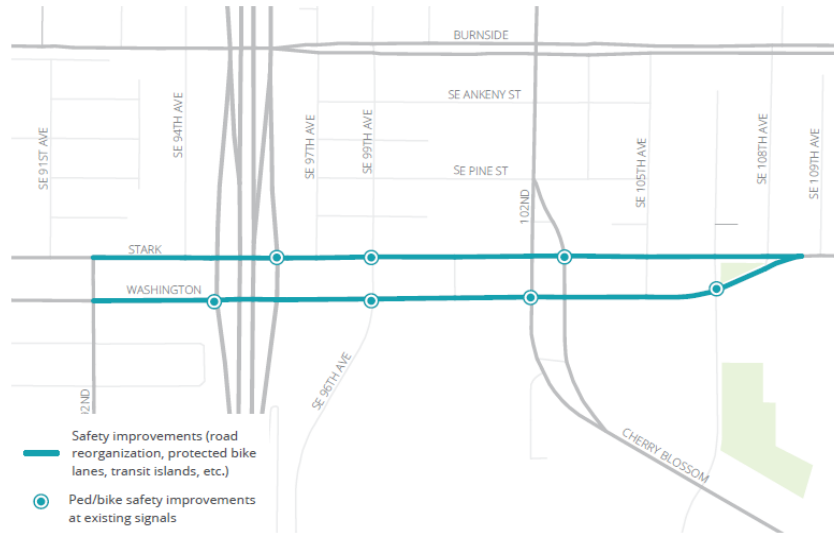 BURNSIDE
SE ANKENY ST
SE 91ST AVE
SE 94TH AVE
SE 97TH AVE
SE 99TH AVE
SE 105TH AVE
SE 108TH AVE
SE 109TH AVE
SE PINE ST
102ND
STARK
WASHINGTON
SE 96TH AVE
CHERRY BLOSSOM
Safety improvements (road
reorganization, protected bike
lanes, transit islands, etc.)
Ped/bike safety improvements
at existing signals